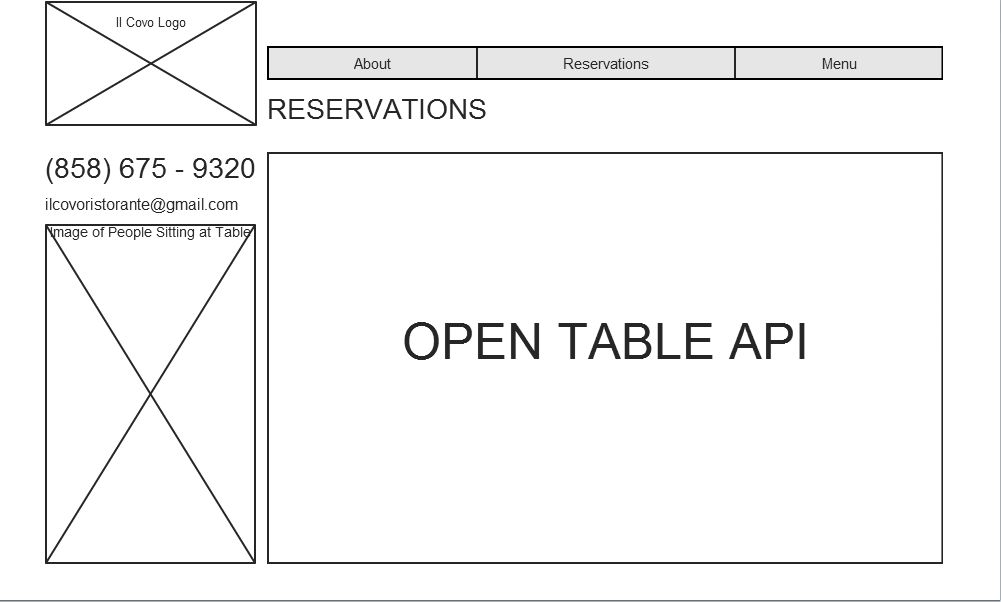 Il Covo Logo
About
Reservations
Menu
RESERVATIONS
(858) 675 - 9320
ilcovoristorante@gmail.com
Image of People Sitting at Table
OPEN TABLE API